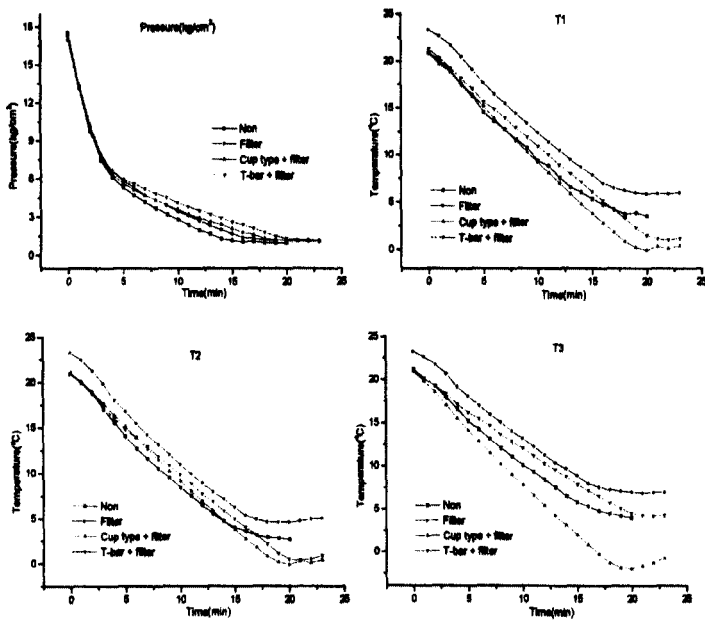 Pressure(kg/cm²)
Pressure(kg/cm²)
18
15
12
9
6
3
0
Non
Filter
Cup type + filter
T-bar + filter
0 5 10 15 20 25
Time(min)
T1
Temperature(°C)
25
20
15
10
5
0
Non
Filter
Cup type + filter
T-bar + filter
0 5 10 15 20 25
Time(min)
T2
Temperature(°C)
25
20
15
10
5
0
Non
Filter
Cup type + filter
T-bar + filter
0 5 10 15 20 25
Time(min)
T3
Temperature(°C)
25
20
15
10
5
0
Non
Filter
Cup type + filter
T-bar + filter
0 5 10 15 20 25
Time(min)